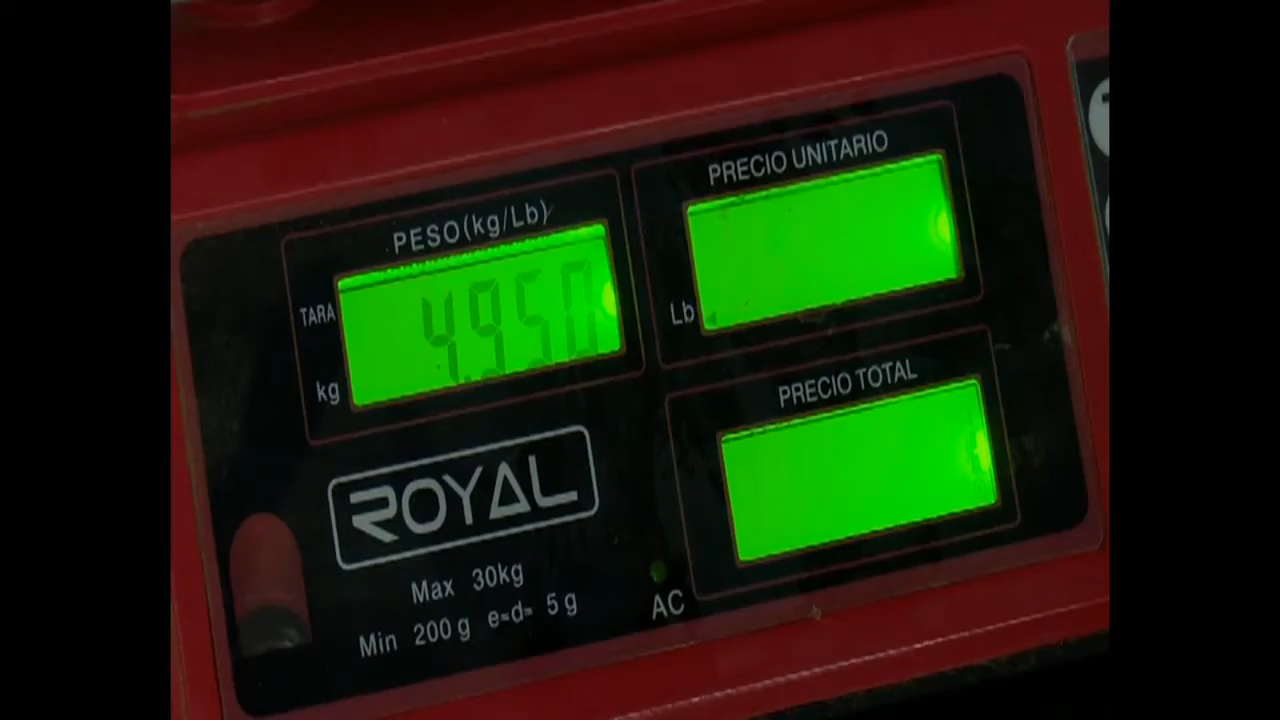 PESO(kg/Lb)
TARA
kg
4.950
PRECIO UNITARIO
Lb
PRECIO TOTAL
ROYAL
Max 30kg
Min 200g e=d= 5g
AC